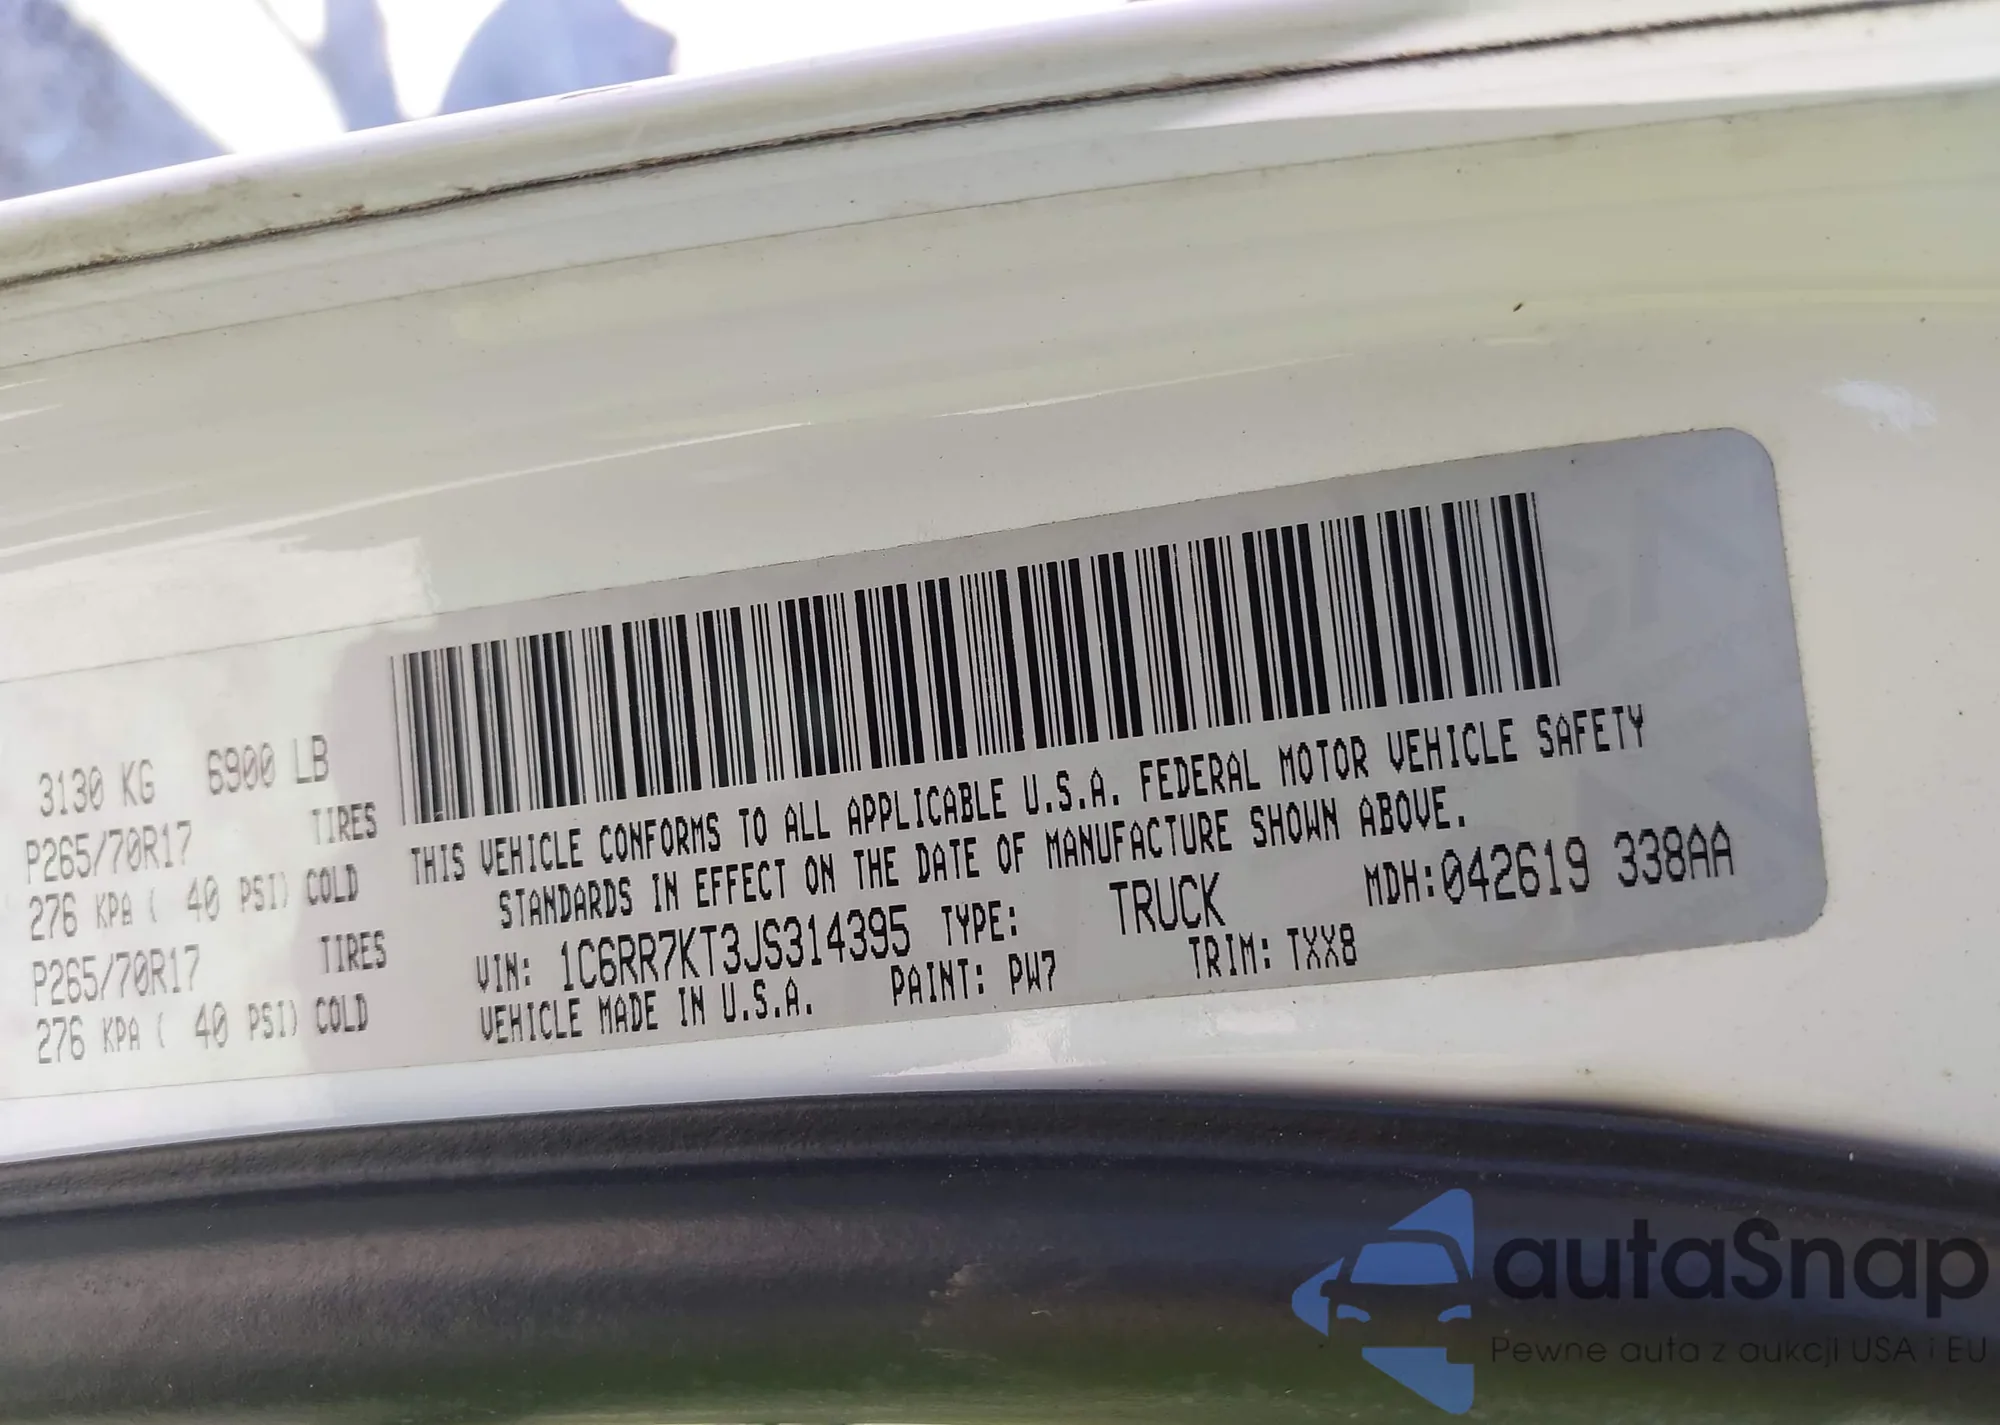 3130 KG 6900 LB
P265/70R17 TIRES
276 KPA ( 40 PSI) COLD
P265/70R17 TIRES
276 KPA ( 40 PSI) COLD
THIS VEHICLE CONFORMS TO ALL APPLICABLE U.S.A. FEDERAL MOTOR VEHICLE SAFETY
STANDARDS IN EFFECT ON THE DATE OF MANUFACTURE SHOWN ABOVE.
VIN: 1C6RR7KT3JS314395 TYPE: TRUCK MDH:042619 338AA
VEHICLE MADE IN U.S.A. PAINT: PW7 TRIM: TXX8
autaSnap
Pewne auta z aukcji USA i EU